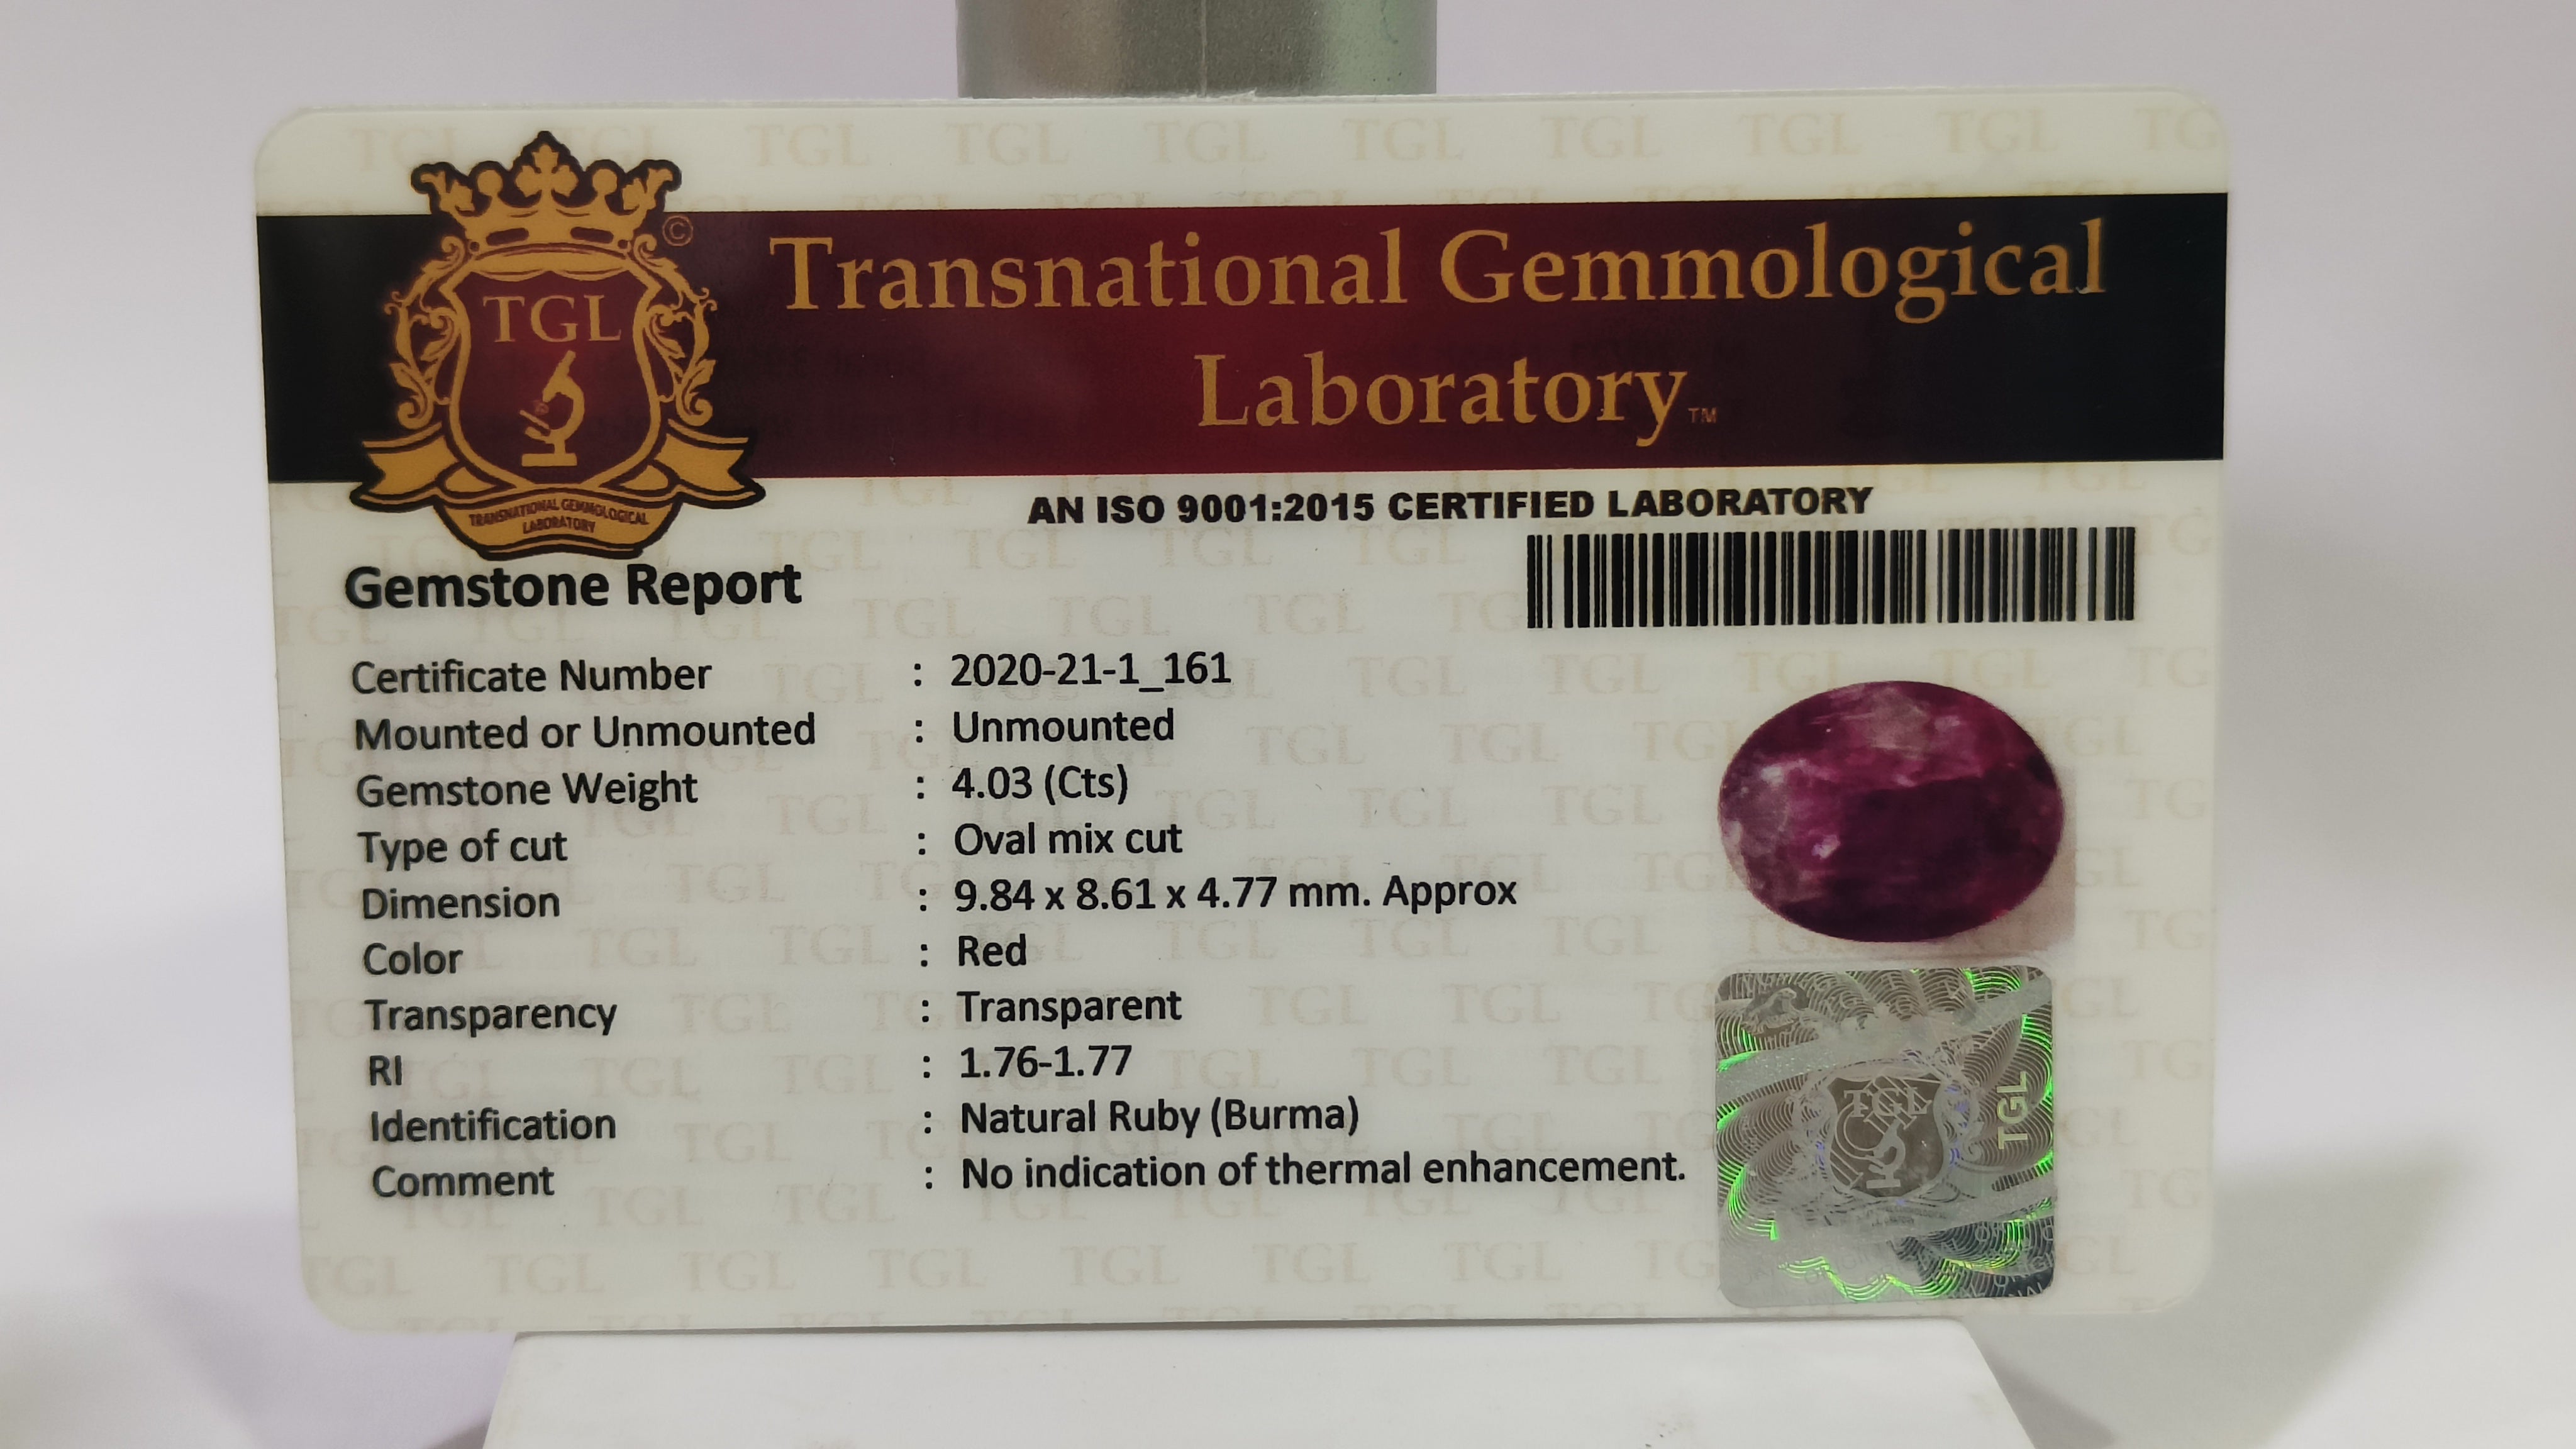 TGL
©
TRANSNATIONAL GEMMOLOGICAL
LABORATORY
Transnational Gemmological
Laboratory™
AN ISO 9001:2015 CERTIFIED LABORATORY
Gemstone Report
Certificate Number : 2020-21-1_161
Mounted or Unmounted : Unmounted
Gemstone Weight : 4.03 (Cts)
Type of cut : Oval mix cut
Dimension : 9.84 x 8.61 x 4.77 mm. Approx
Color : Red
Transparency : Transparent
RI : 1.76-1.77
Identification : Natural Ruby (Burma)
Comment : No indication of thermal enhancement.
TGL
TGL